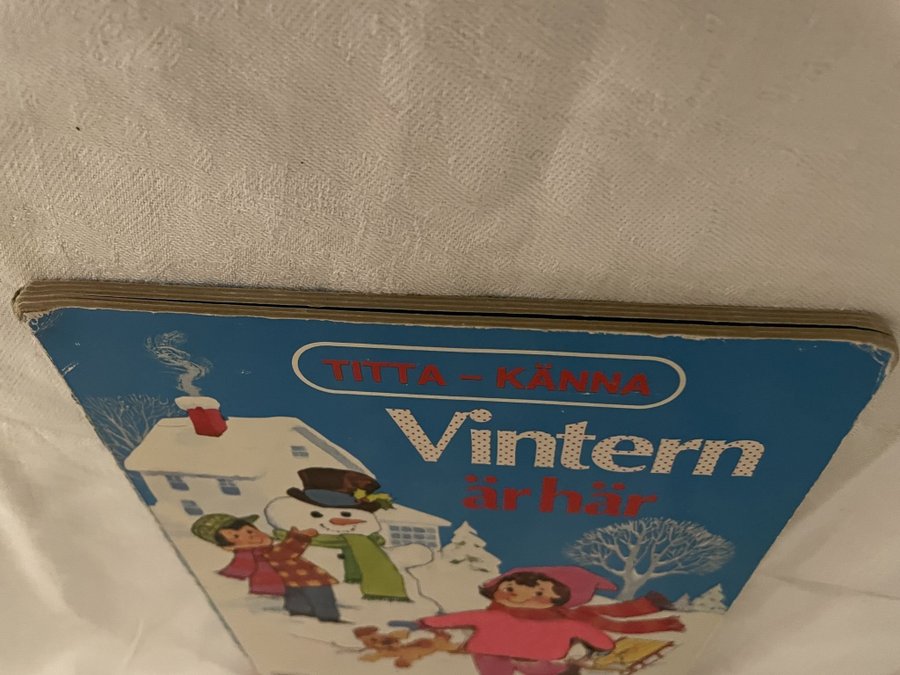 TITTA – KÄNNA
Vintern
är här